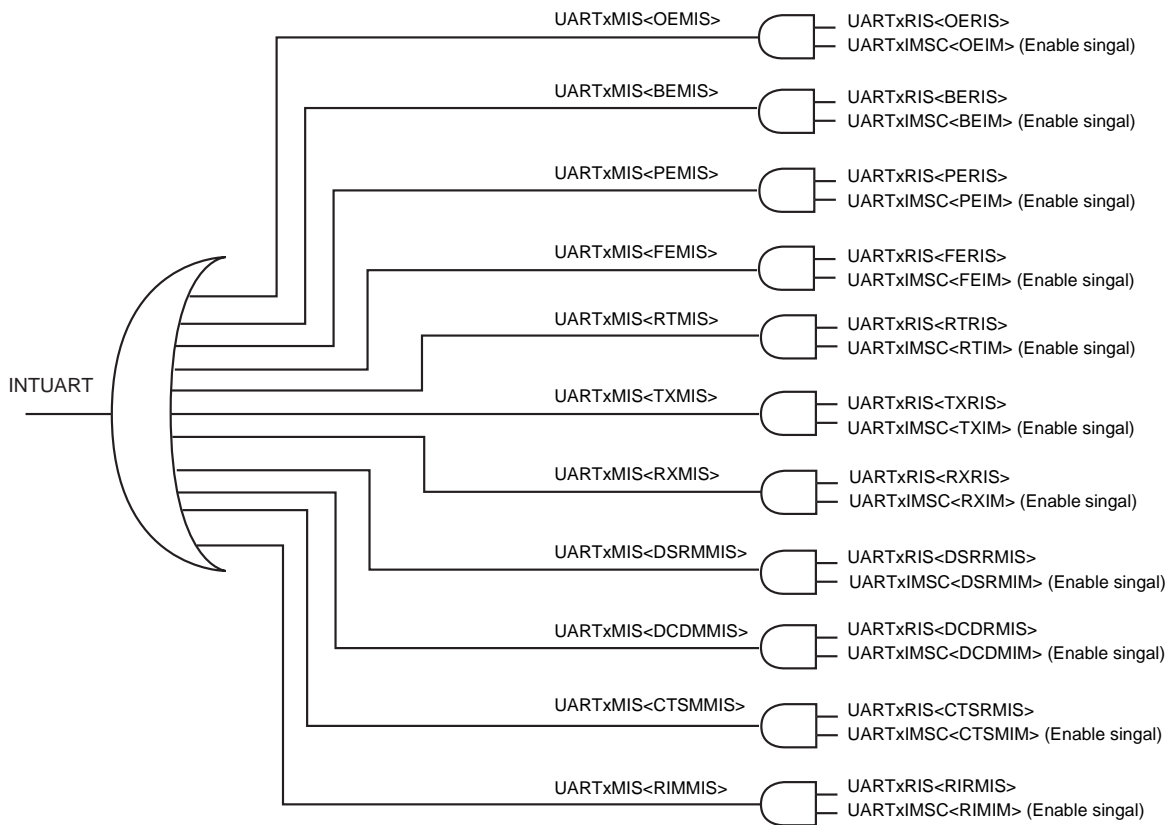 UARTxMIS<OEMIS>
UARTxRIS<OERIS>
UARTxIMSC<OEIM> (Enable singal)
UARTxMIS<BEMIS>
UARTxRIS<BERIS>
UARTxIMSC<BEIM> (Enable singal)
UARTxMIS<PEMIS>
UARTxRIS<PERIS>
UARTxIMSC<PEIM> (Enable singal)
UARTxMIS<FEMIS>
UARTxRIS<FERIS>
UARTxIMSC<FEIM> (Enable singal)
UARTxMIS<RTMIS>
UARTxRIS<RTRIS>
UARTxIMSC<RTIM> (Enable singal)
INTUART
UARTxMIS<TXMIS>
UARTxRIS<TXRIS>
UARTxIMSC<TXIM> (Enable singal)
UARTxMIS<RXMIS>
UARTxRIS<RXRIS>
UARTxIMSC<RXIM> (Enable singal)
UARTxMIS<DSRMMIS>
UARTxRIS<DSRRMIS>
UARTxIMSC<DSRMIM> (Enable singal)
UARTxMIS<DCDMMIS>
UARTxRIS<DCDRMIS>
UARTxIMSC<DCDMIM> (Enable singal)
UARTxMIS<CTSMMIS>
UARTxRIS<CTSRMIS>
UARTxIMSC<CTSMIM> (Enable singal)
UARTxMIS<RIMMIS>
UARTxRIS<RIRMIS>
UARTxIMSC<RIMIM> (Enable singal)